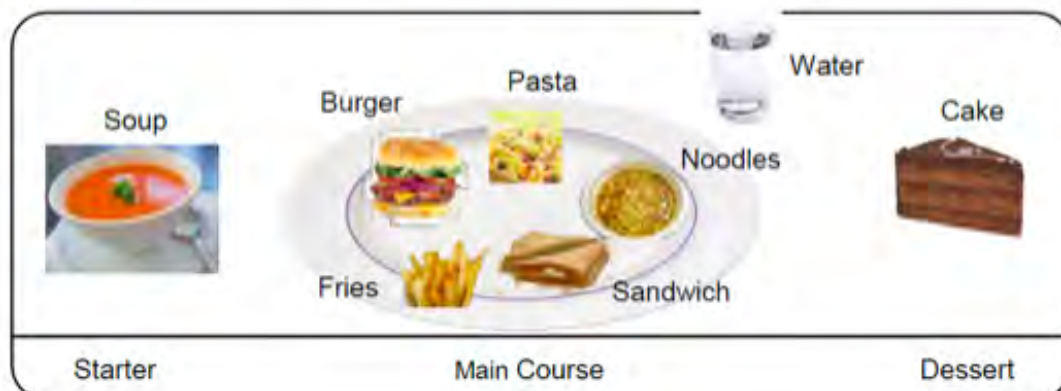 Water
Pasta
Burger
Soup
Cake
Noodles
Fries
Sandwich
Starter
Main Course
Dessert